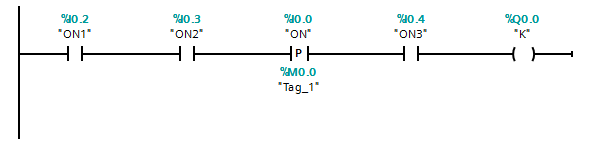 %I0.2 %I0.3 %I0.0 %I0.4 %Q0.0
"ON1" "ON2" "ON" "ON3" "K"
P
%M0.0
"Tag_1"